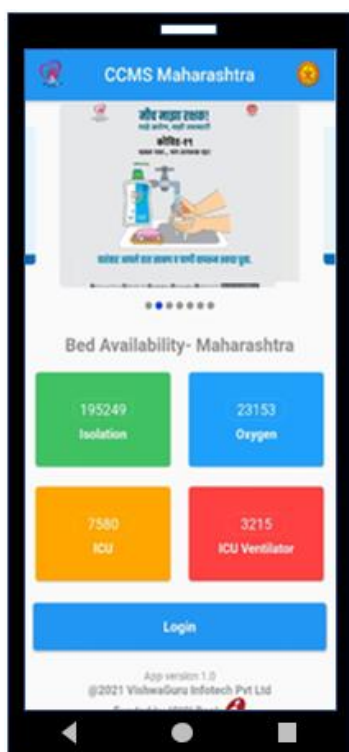 CCMS Maharashtra
मीच माझा रक्षक!
कोविड-१९
Bed Availability- Maharashtra
195249
Isolation
23153
Oxygen
7580
ICU
3215
ICU Ventilator
Login
App version 1.0
@2021 VishwaGuru Infotech Pvt Ltd